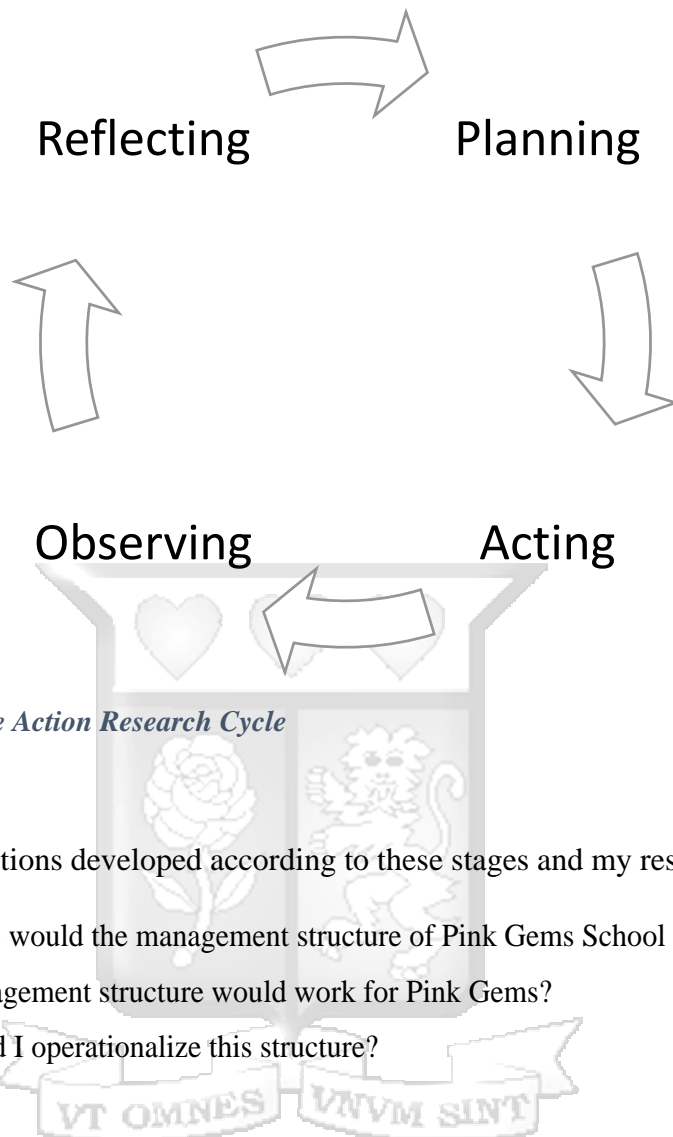 Reflecting Planning
Observing Acting
e Action Research Cycle
tions developed according to these stages and my res
would the management structure of Pink Gems School
agement structure would work for Pink Gems?
d I operationalize this structure?
VT OMNES VNVM SINT